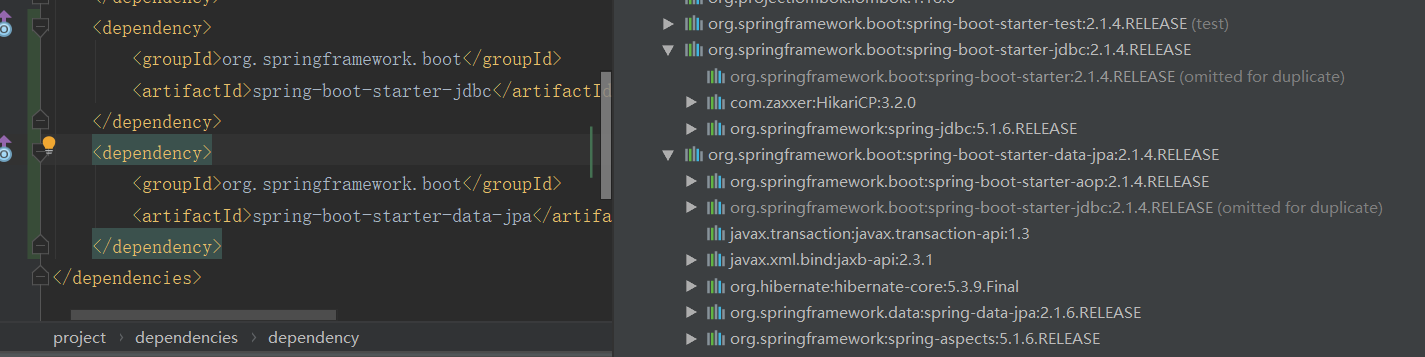 </dependency>
<dependency>
<groupId>org.springframework.boot</groupId>
<artifactId>spring-boot-starter-jdbc</artifactId
</dependency>
<dependency>
<groupId>org.springframework.boot</groupId>
<artifactId>spring-boot-starter-data-jpa</artifa
</dependency>
</dependencies>
project › dependencies › dependency
org.projectlombok:lombok:1.18.6
org.springframework.boot:spring-boot-starter-test:2.1.4.RELEASE (test)
org.springframework.boot:spring-boot-starter-jdbc:2.1.4.RELEASE
org.springframework.boot:spring-boot-starter:2.1.4.RELEASE (omitted for duplicate)
com.zaxxer:HikariCP:3.2.0
org.springframework:spring-jdbc:5.1.6.RELEASE
org.springframework.boot:spring-boot-starter-data-jpa:2.1.4.RELEASE
org.springframework.boot:spring-boot-starter-aop:2.1.4.RELEASE
org.springframework.boot:spring-boot-starter-jdbc:2.1.4.RELEASE (omitted for duplicate)
javax.transaction:javax.transaction-api:1.3
javax.xml.bind:jaxb-api:2.3.1
org.hibernate:hibernate-core:5.3.9.Final
org.springframework.data:spring-data-jpa:2.1.6.RELEASE
org.springframework:spring-aspects:5.1.6.RELEASE